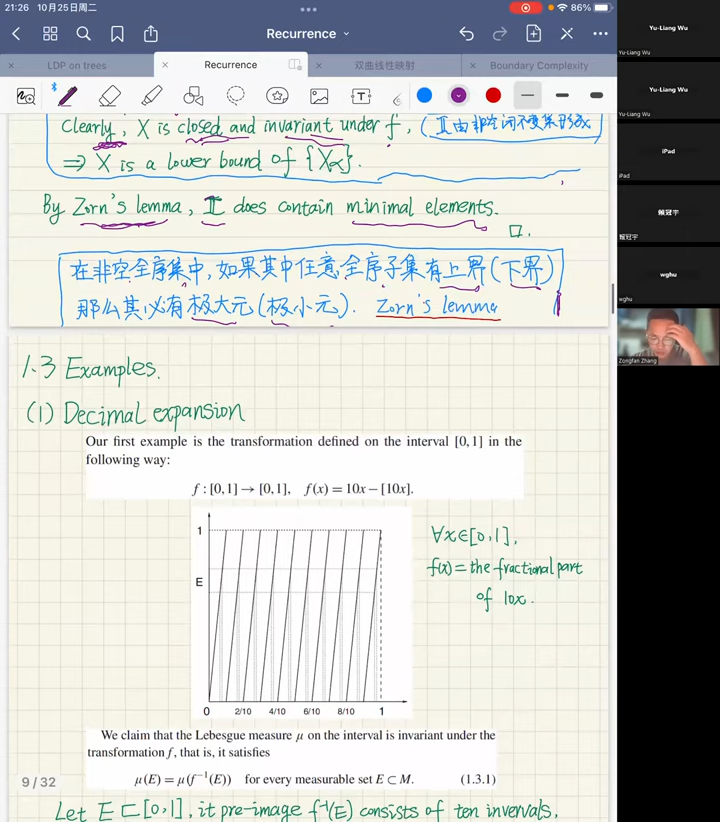 21:26 10月25日周二
86%
Recurrence
LDP on trees
Recurrence
双曲线性映射
Boundary Complexity
Clearly, X is closed and invariant under f, (I由非空闭不变集形成)
⇒ X is a lower bound of {Xα}.
By Zorn's lemma, I does contain minimal elements.
□.
在非空全序集中,如果其中任意全序子集有上界(下界)
那么其必有极大元(极小元). Zorn's lemma
1.3 Examples.
(1) Decimal expansion
Our first example is the transformation defined on the interval [0, 1] in the
following way:
f : [0, 1] → [0, 1], f(x) = 10x − [10x].
1
E
0 2/10 4/10 6/10 8/10 1
∀x∈[0,1],
f(x)= the fractional part
of 10x.
We claim that the Lebesgue measure μ on the interval is invariant under the
transformation f, that is, it satisfies
μ(E) = μ(f⁻¹(E)) for every measurable set E ⊂ M. (1.3.1)
9 / 32
Let E ⊏ [0,1], it pre-image f⁻¹(E) consists of ten invervals,
Yu-Liang Wu
Yu-Liang Wu
Yu-Liang Wu
Yu-Liang Wu
iPad
iPad
賴冠宇
賴冠宇
wghu
wghu
Zongfan Zhang